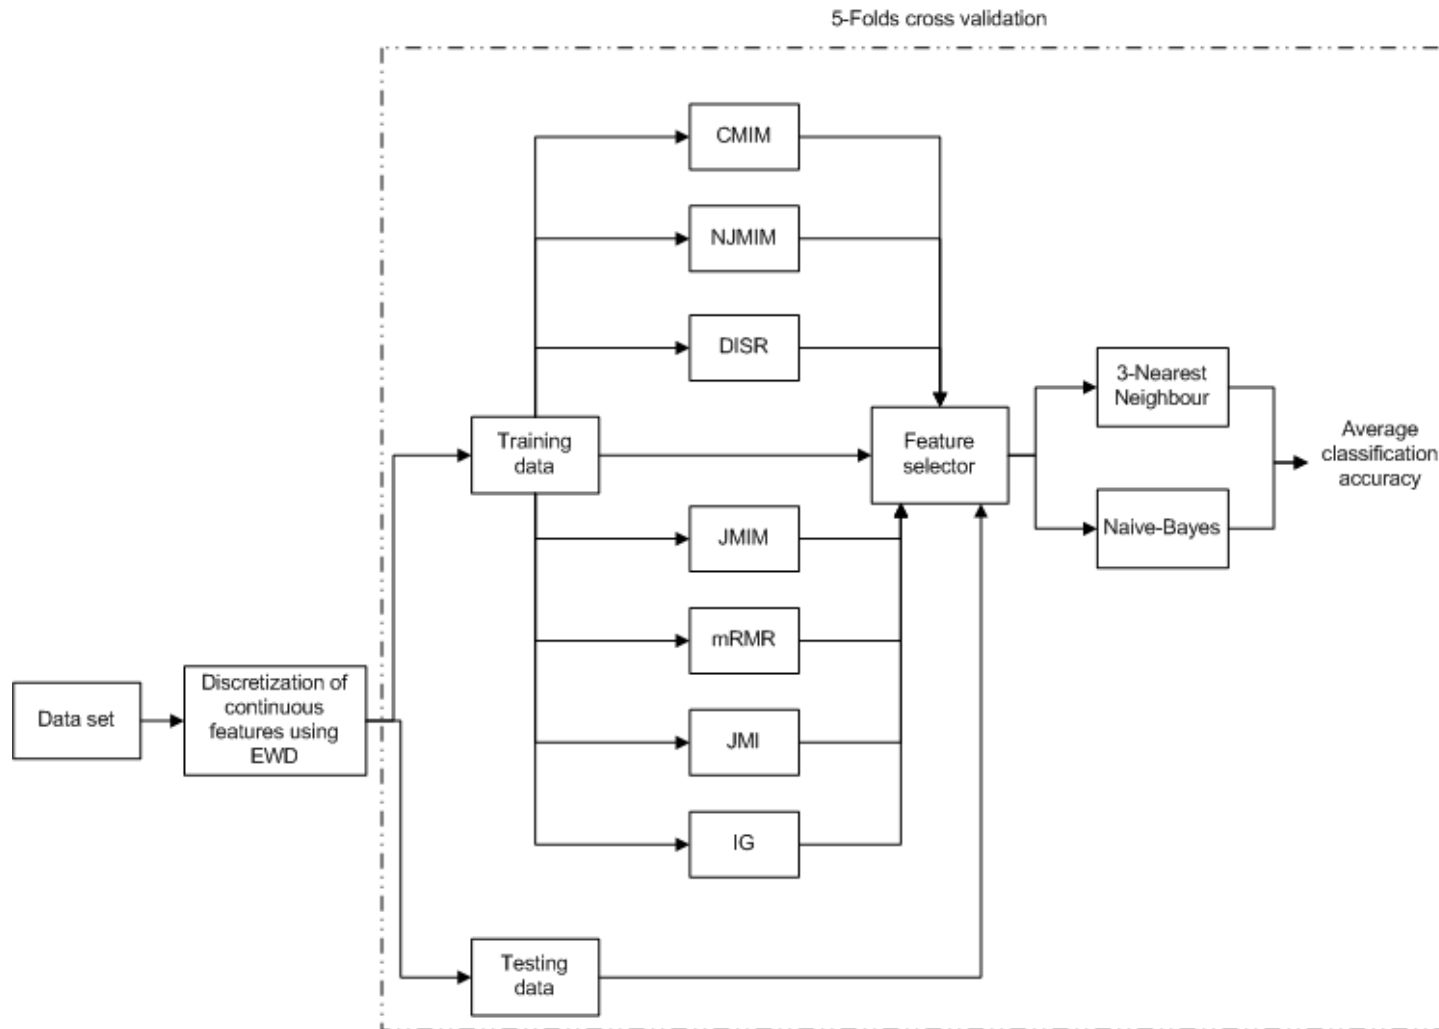 5-Folds cross validation
CMIM
NJMIM
DISR
3-Nearest
Neighbour
Training
data
Feature
selector
Average
classification
accuracy
JMIM
Naive-Bayes
mRMR
Data set
Discretization of
continuous
features using
EWD
JMI
IG
Testing
data